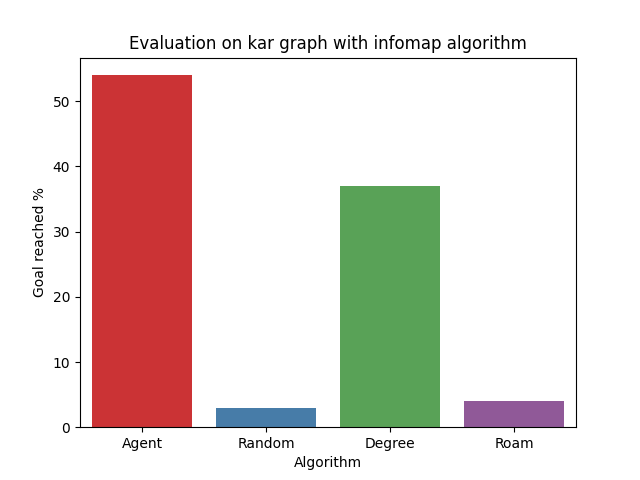 Evaluation on kar graph with infomap algorithm
Goal reached %
50
40
30
20
10
0
Agent Random Degree Roam
Algorithm